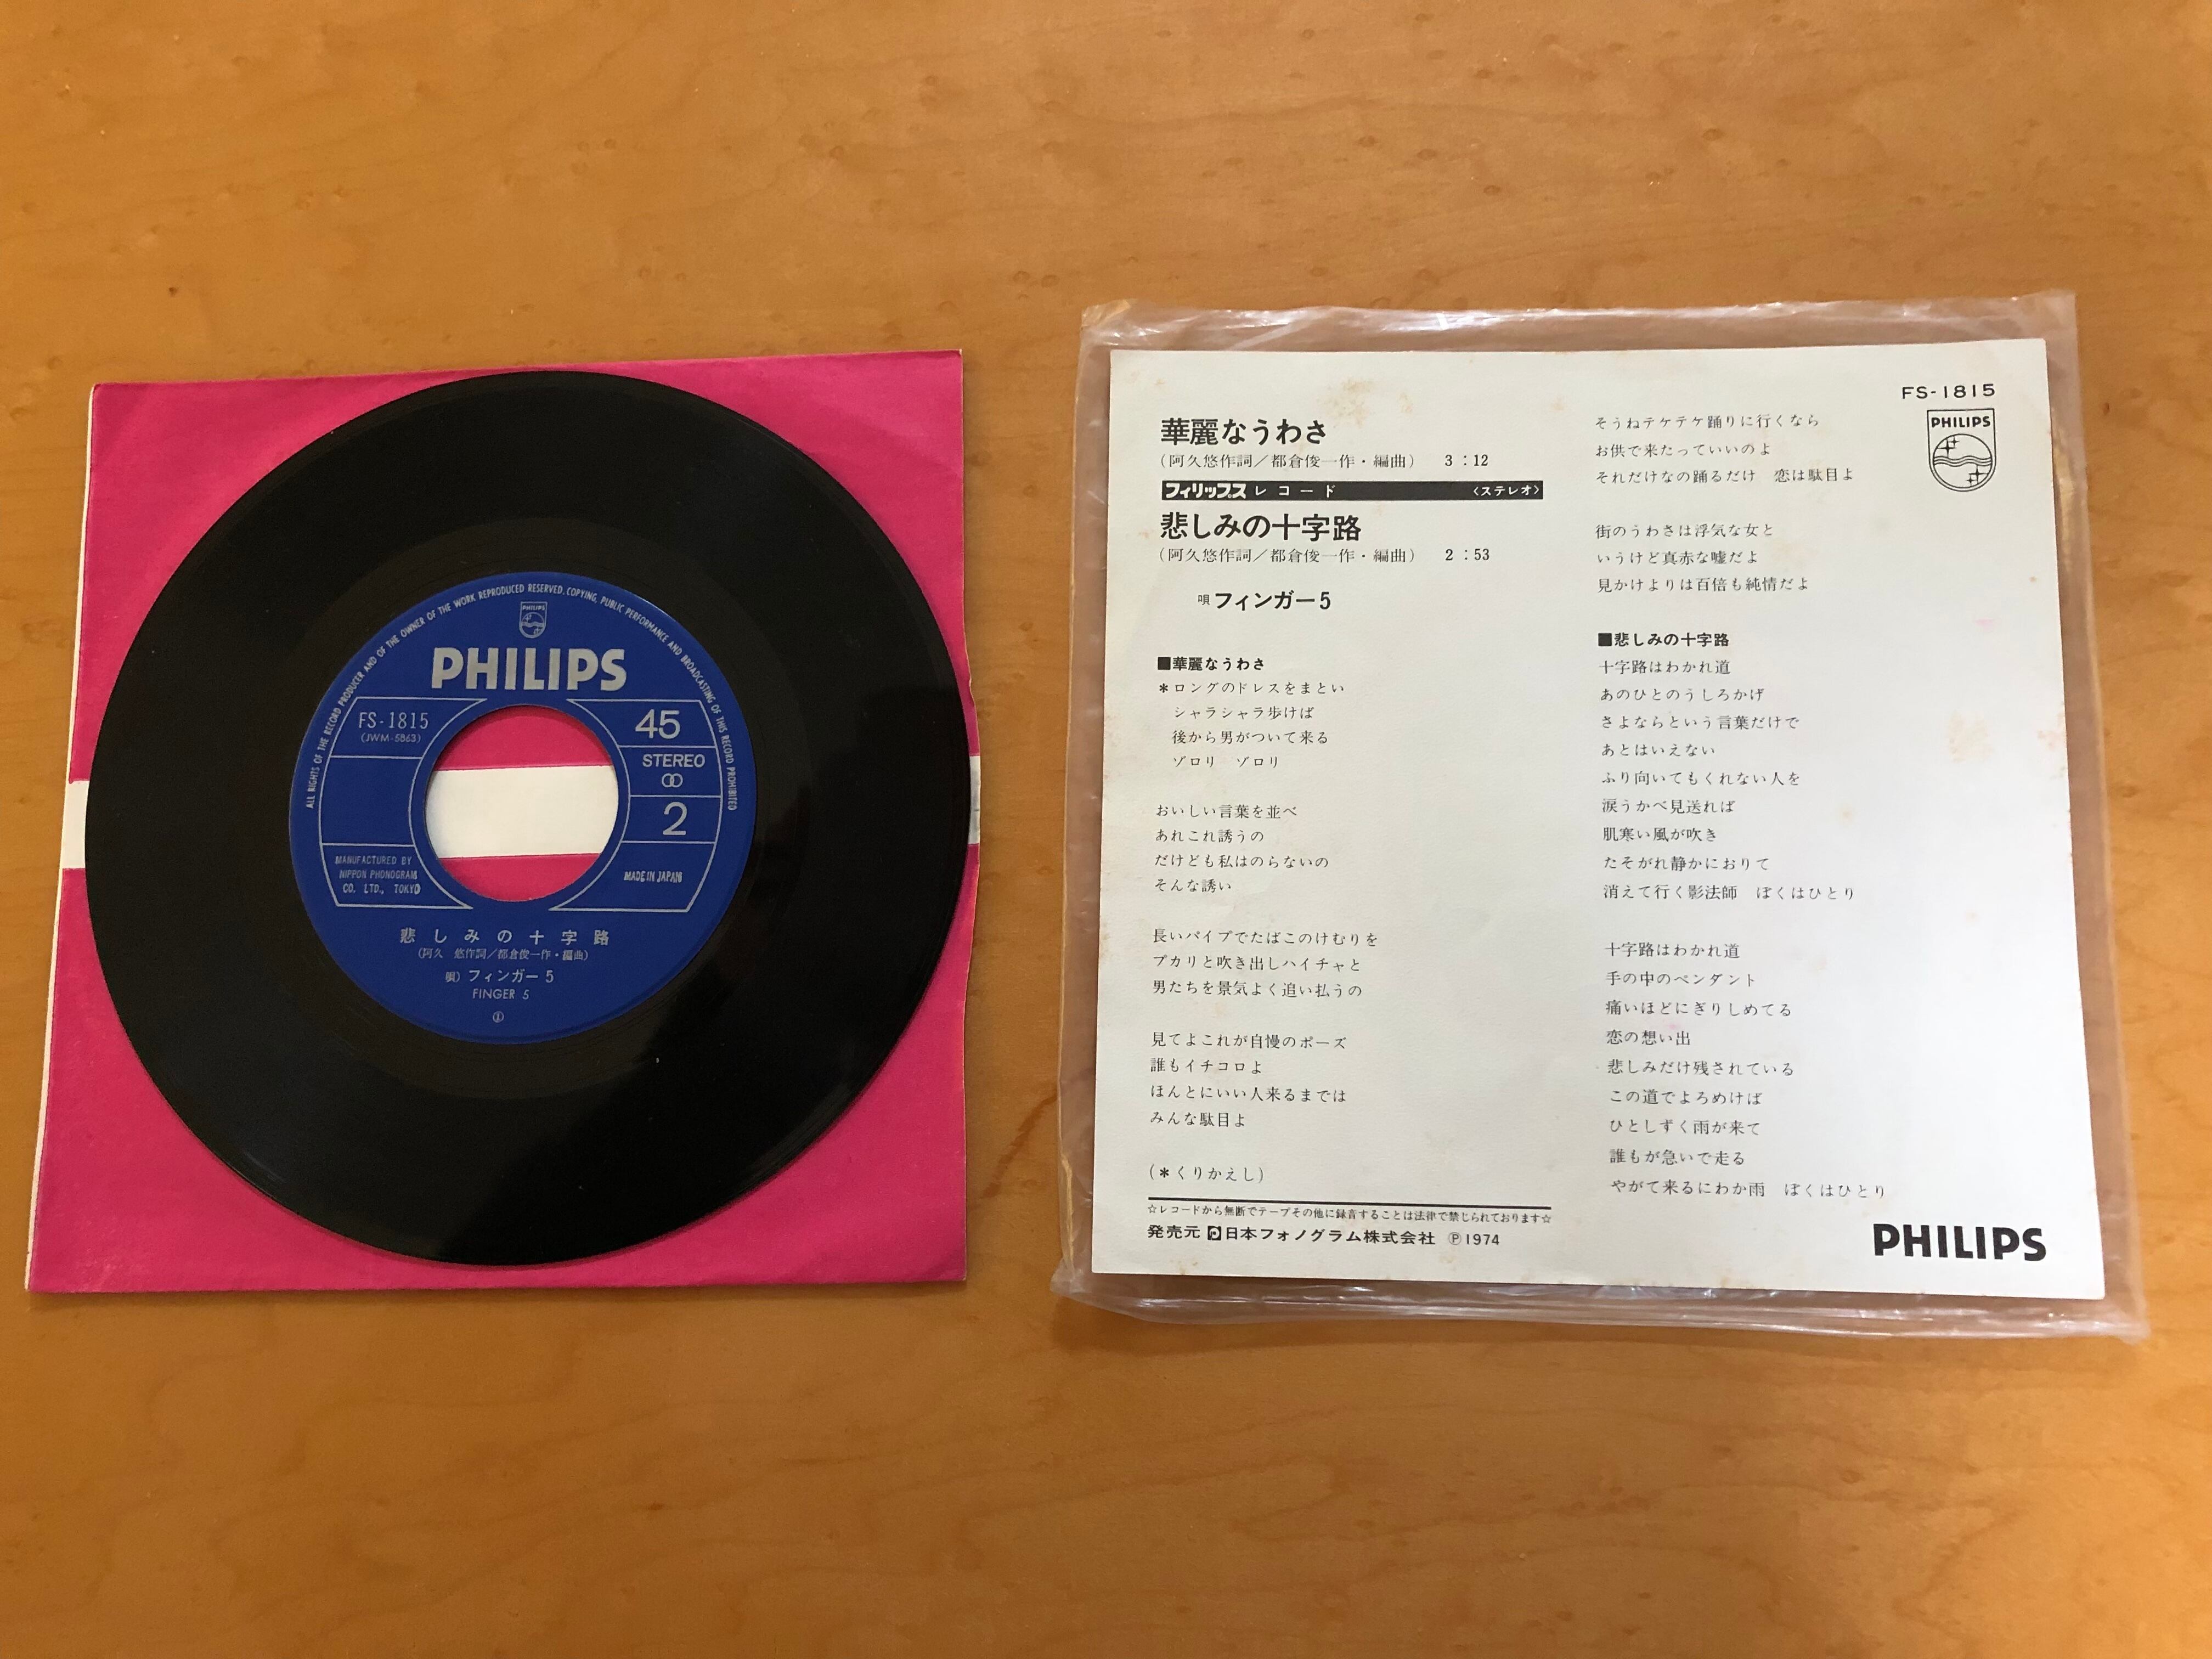 ALL RIGHTS OF THE RECORD PRODUCER AND OF THE OWNER OF THE WORK REPRODUCED RESERVED. COPYING, PUBLIC PERFORMANCE AND BROADCASTING OF THIS RECORD PROHIBITED
PHILIPS
PHILIPS
FS-1815
(JWM-5863)
45
STEREO
2
MANUFACTURED BY
NIPPON PHONOGRAM
CO. LTD., TOKYO
MADE IN JAPAN
悲しみの十字路
(阿久 悠作詞/都倉俊一作・編曲)
唄) フィンガー5
FINGER 5
華麗なうわさ
(阿久悠作詞/都倉俊一作・編曲) 3:12
フィリップス レコード 〈ステレオ〉
悲しみの十字路
(阿久悠作詞/都倉俊一作・編曲) 2:53
唄 フィンガー5
■華麗なうわさ
*ロングのドレスをまとい
シャラシャラ歩けば
後から男がついて来る
ゾロリ ゾロリ
おいしい言葉を並べ
あれこれ誘うの
だけども私はのらないの
そんな誘い
長いパイプでたばこのけむりを
プカリと吹き出しハイチャと
男たちを景気よく追い払うの
見てよこれが自慢のポーズ
誰もイチコロよ
ほんとにいい人来るまでは
みんな駄目よ
(*くりかえし)
☆レコードから無断でテープその他に録音することは法律で禁じられております☆
発売元 日本フォノグラム株式会社 Ⓟ1974
FS-1815
PHILIPS
そうねテケテケ踊りに行くなら
お供で来たっていいのよ
それだけなの踊るだけ 恋は駄目よ
街のうわさは浮気な女と
いうけど真赤な嘘だよ
見かけよりは百倍も純情だよ
■悲しみの十字路
十字路はわかれ道
あのひとのうしろかげ
さよならという言葉だけで
あとはいえない
ふり向いてもくれない人を
涙うかべ見送れば
肌寒い風が吹き
たそがれ静かにおりて
消えて行く影法師 ぼくはひとり
十字路はわかれ道
手の中のペンダント
痛いほどにぎりしめてる
恋の想い出
悲しみだけ残されている
この道でよろめけば
ひとしずく雨が来て
誰もが急いで走る
やがて来るにわか雨 ぼくはひとり
PHILIPS